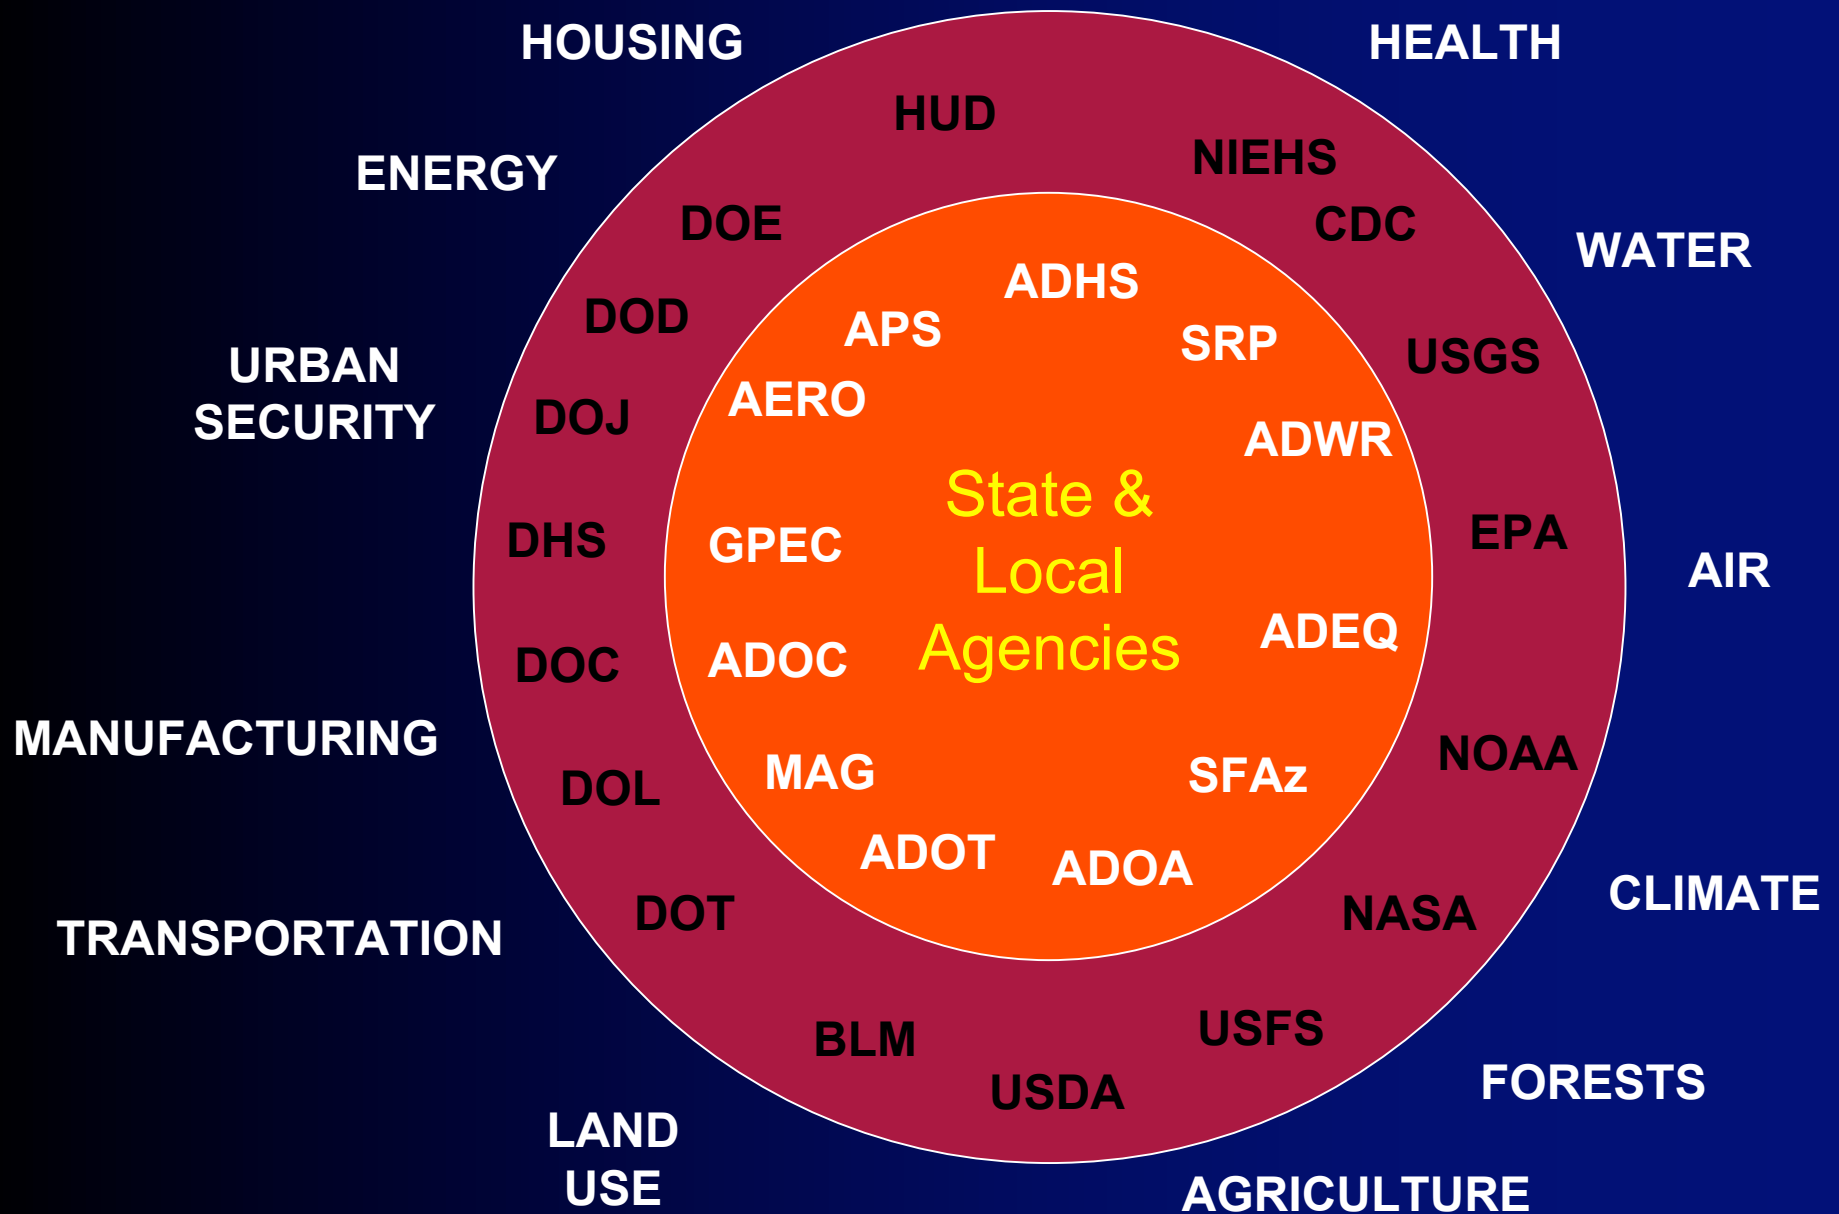 HOUSING
HEALTH
HUD
NIEHS
ENERGY
DOE
CDC
WATER
ADHS
DOD
APS
SRP
USGS
URBAN
SECURITY
AERO
DOJ
ADWR
State &
Local
Agencies
DHS
GPEC
EPA
AIR
ADEQ
DOC
ADOC
MANUFACTURING
NOAA
MAG
SFAz
DOL
ADOT
ADOA
CLIMATE
DOT
NASA
TRANSPORTATION
BLM
USFS
USDA
FORESTS
LAND
USE
AGRICULTURE